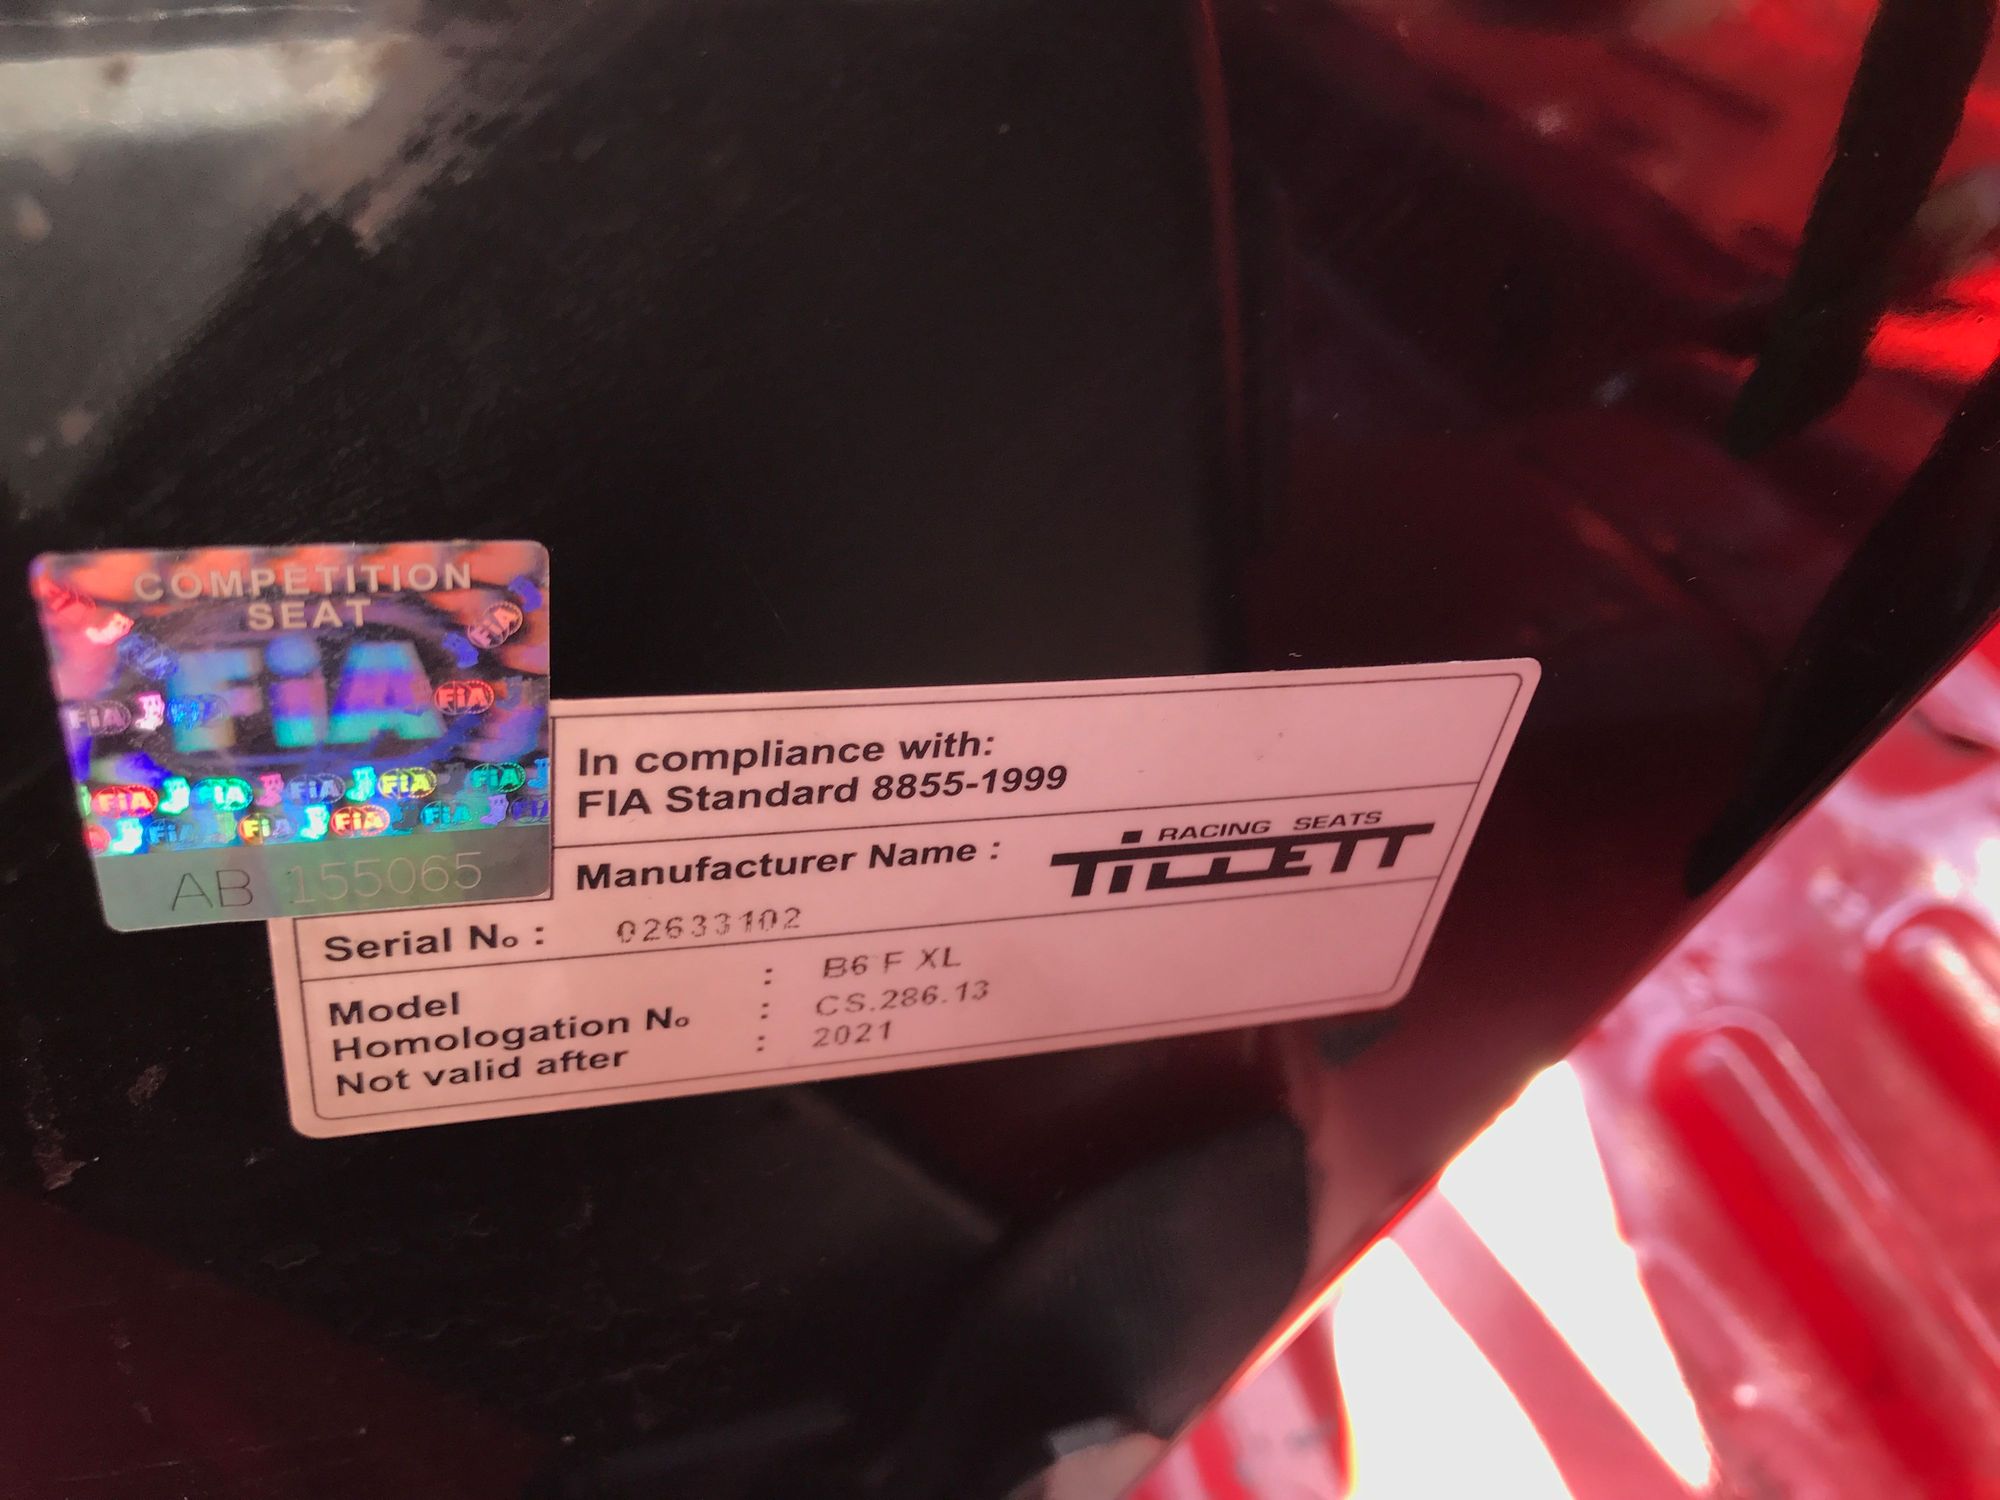 COMPETITION
SEAT
FiA
AB 155065
In compliance with:
FIA Standard 8855-1999
Manufacturer Name :
RACING SEATS
TiLLETT
Serial No : 02633102
Model : B6 F XL
Homologation No : CS.286.13
Not valid after : 2021